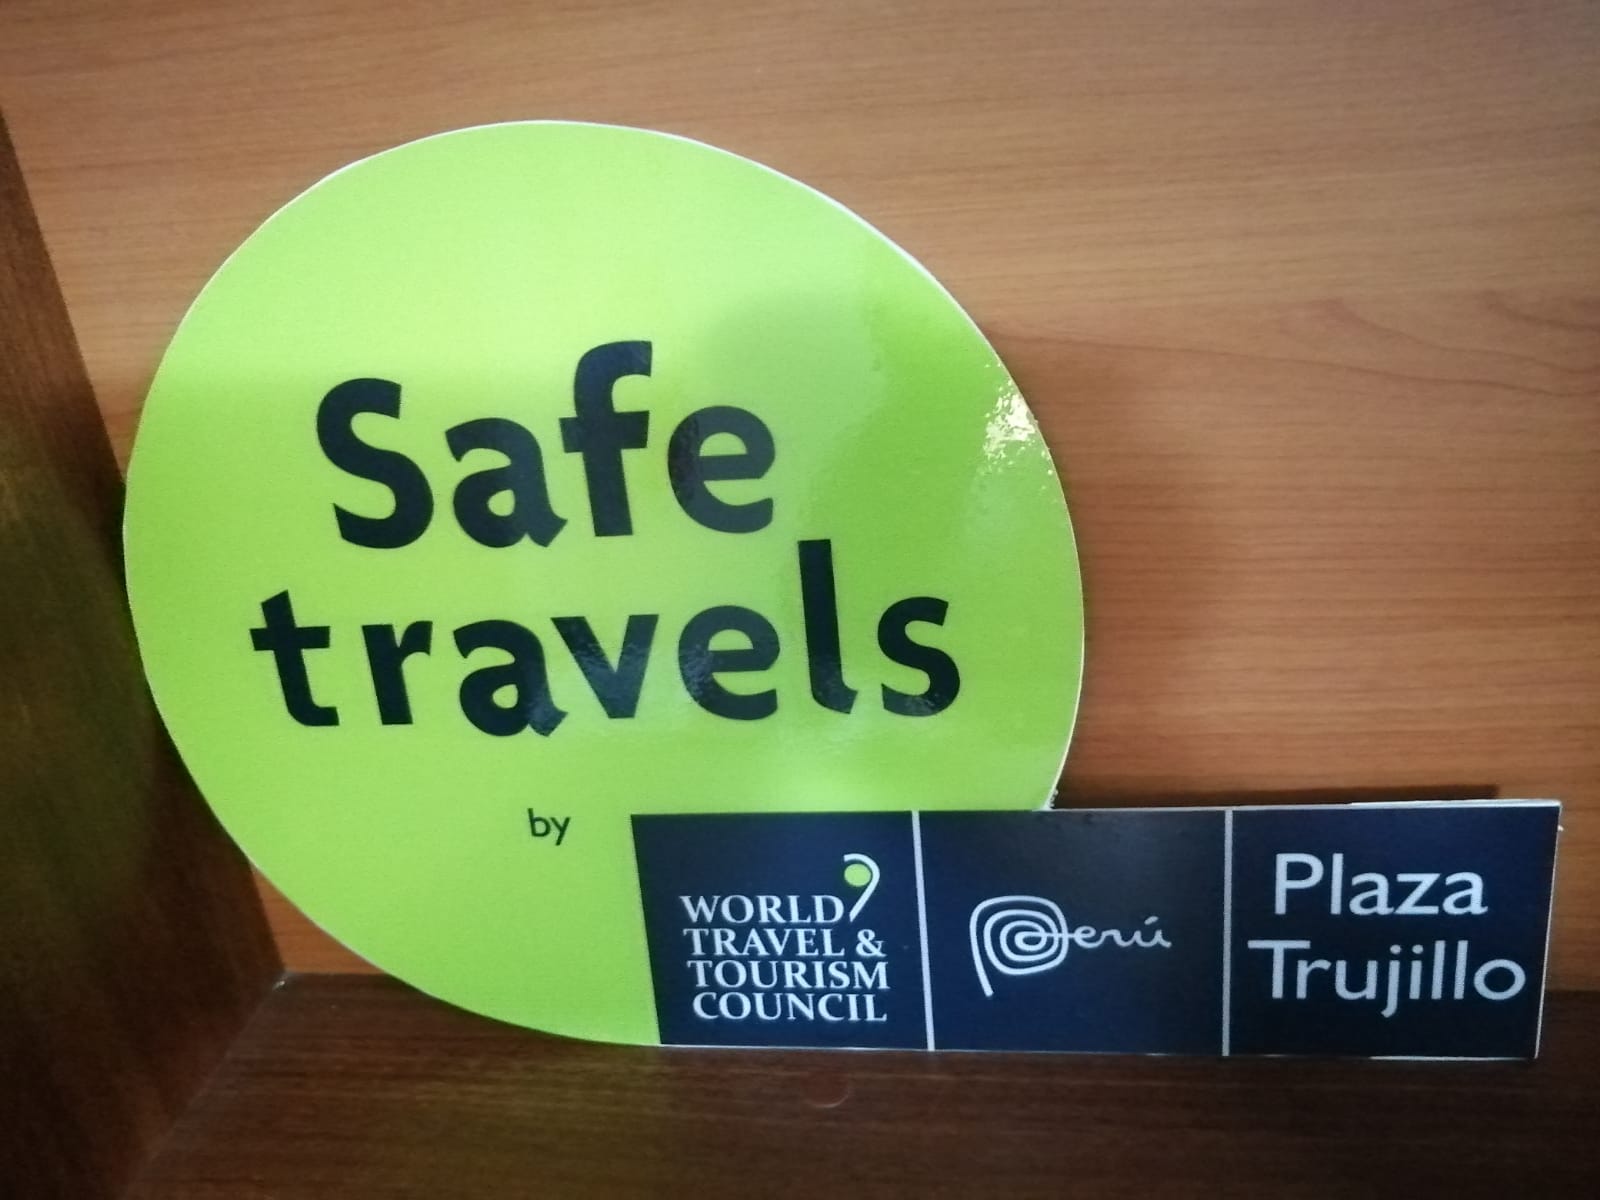 Safe
travels
by
WORLD
TRAVEL &
TOURISM
COUNCIL
Perú
Plaza
Trujillo